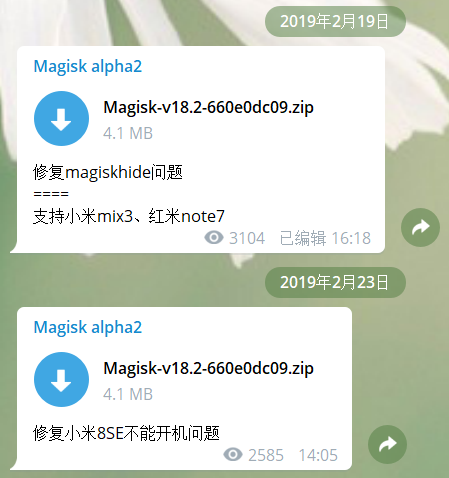 2019年2月19日
Magisk alpha2
Magisk-v18.2-660e0dc09.zip
4.1 MB
修复magiskhide问题
====
支持小米mix3、红米note7
3104 已编辑 16:18
2019年2月23日
Magisk alpha2
Magisk-v18.2-660e0dc09.zip
4.1 MB
修复小米8SE不能开机问题
2585 14:05